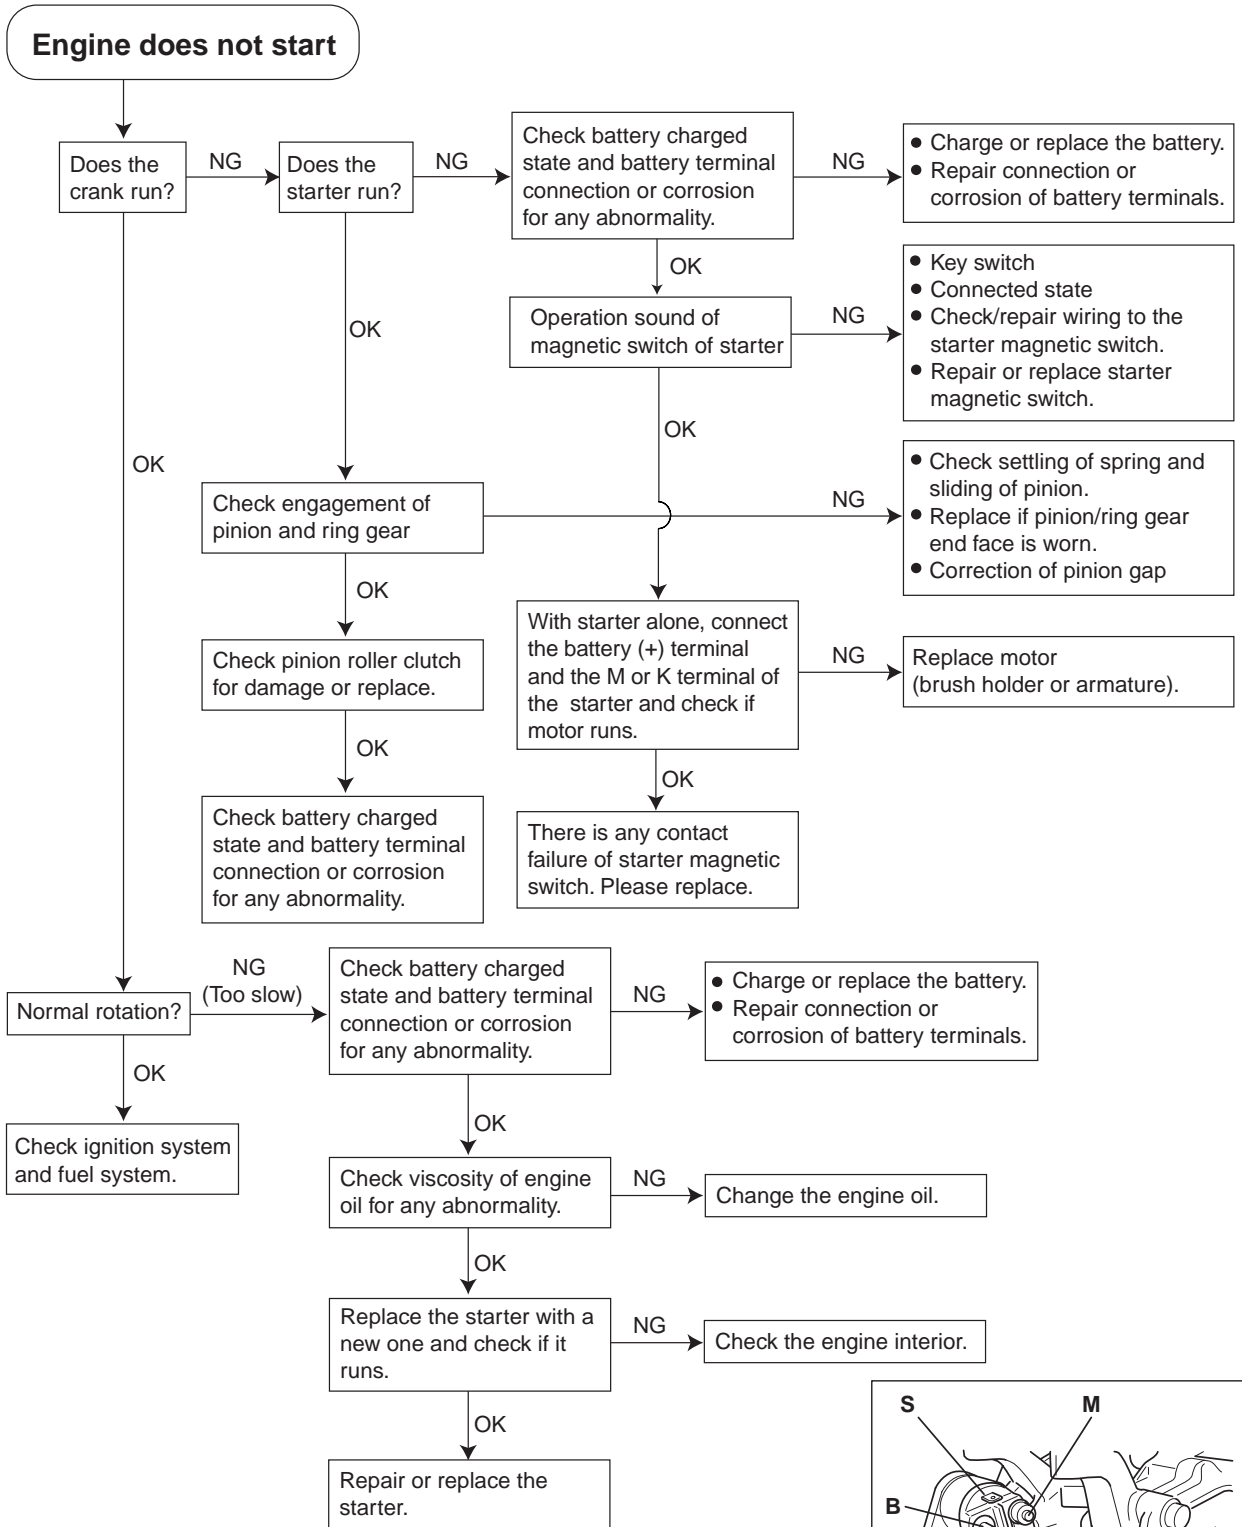 Engine does not start
Does the
crank run?
NG
Does the
starter run?
NG
Check battery charged
state and battery terminal
connection or corrosion
for any abnormality.
NG
● Charge or replace the battery.
● Repair connection or
corrosion of battery terminals.
OK
Operation sound of
magnetic switch of starter
NG
● Key switch
● Connected state
● Check/repair wiring to the
starter magnetic switch.
● Repair or replace starter
magnetic switch.
OK
OK
OK
Check engagement of
pinion and ring gear
NG
● Check settling of spring and
sliding of pinion.
● Replace if pinion/ring gear
end face is worn.
● Correction of pinion gap
OK
Check pinion roller clutch
for damage or replace.
OK
Check battery charged
state and battery terminal
connection or corrosion
for any abnormality.
With starter alone, connect
the battery (+) terminal
and the M or K terminal of
the starter and check if
motor runs.
NG
Replace motor
(brush holder or armature).
OK
There is any contact
failure of starter magnetic
switch. Please replace.
Normal rotation?
NG
(Too slow)
Check battery charged
state and battery terminal
connection or corrosion
for any abnormality.
NG
● Charge or replace the battery.
● Repair connection or
corrosion of battery terminals.
OK
Check ignition system
and fuel system.
OK
Check viscosity of engine
oil for any abnormality.
NG
Change the engine oil.
OK
Replace the starter with a
new one and check if it
runs.
NG
Check the engine interior.
OK
Repair or replace the
starter.
S
M
B